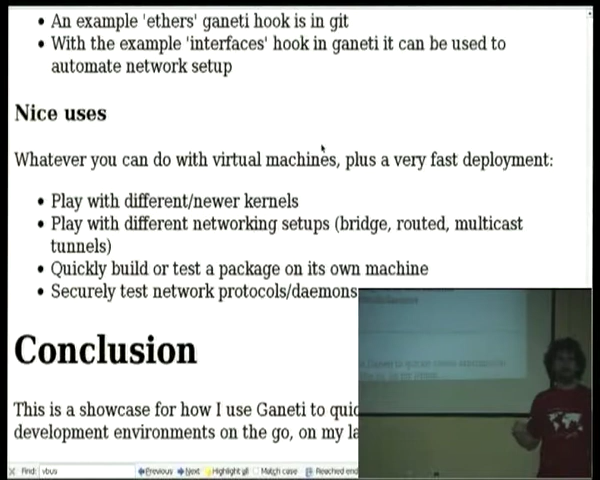 An example 'ethers' ganeti hook is in git
With the example 'interfaces' hook in ganeti it can be used to
automate network setup
Nice uses
Whatever you can do with virtual machines, plus a very fast deployment:
Play with different/newer kernels
Play with different networking setups (bridge, routed, multicast
tunnels)
Quickly build or test a package on its own machine
Securely test network protocols/daemons
Conclusion
This is a showcase for how I use Ganeti to quic
development environments on the go, on my la
Find: vbus Previous Next Highlight all Match case Reached end